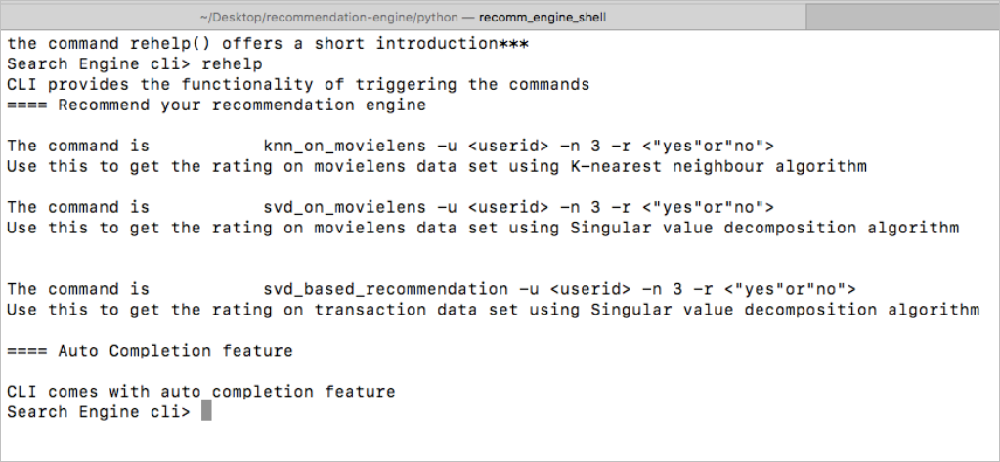 ~/Desktop/recommendation-engine/python — recomm_engine_shell
the command rehelp() offers a short introduction***
Search Engine cli> rehelp
CLI provides the functionality of triggering the commands
==== Recommend your recommendation engine
The command is knn_on_movielens -u <userid> -n 3 -r <"yes"or"no">
Use this to get the rating on movielens data set using K-nearest neighbour algorithm
The command is svd_on_movielens -u <userid> -n 3 -r <"yes"or"no">
Use this to get the rating on movielens data set using Singular value decomposition algorithm
The command is svd_based_recommendation -u <userid> -n 3 -r <"yes"or"no">
Use this to get the rating on transaction data set using Singular value decomposition algorithm
==== Auto Completion feature
CLI comes with auto completion feature
Search Engine cli>